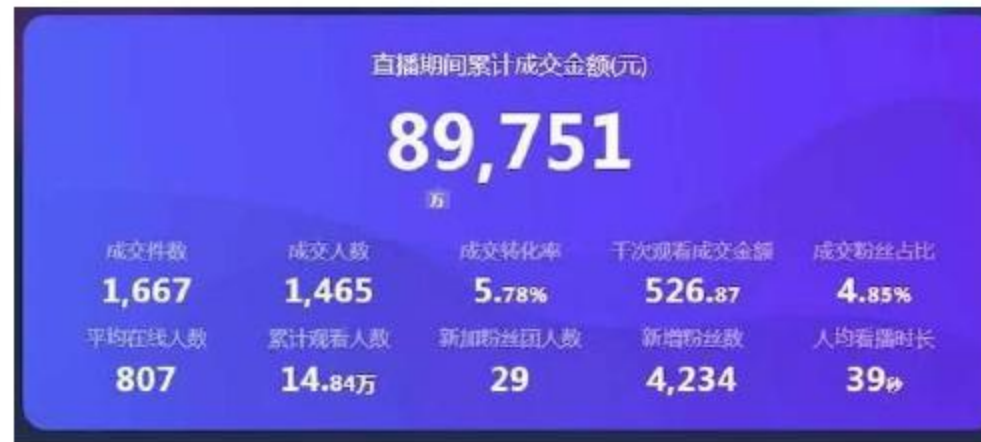 直播期间累计成交金额(元)
89,751
万
成交件数 成交人数 成交转化率 千次观看成交金额 成交粉丝占比
1,667 1,465 5.78% 526.87 4.85%
平均在线人数 累计观看人数 新加粉丝团人数 新增粉丝数 人均看播时长
807 14.84万 29 4,234 39秒